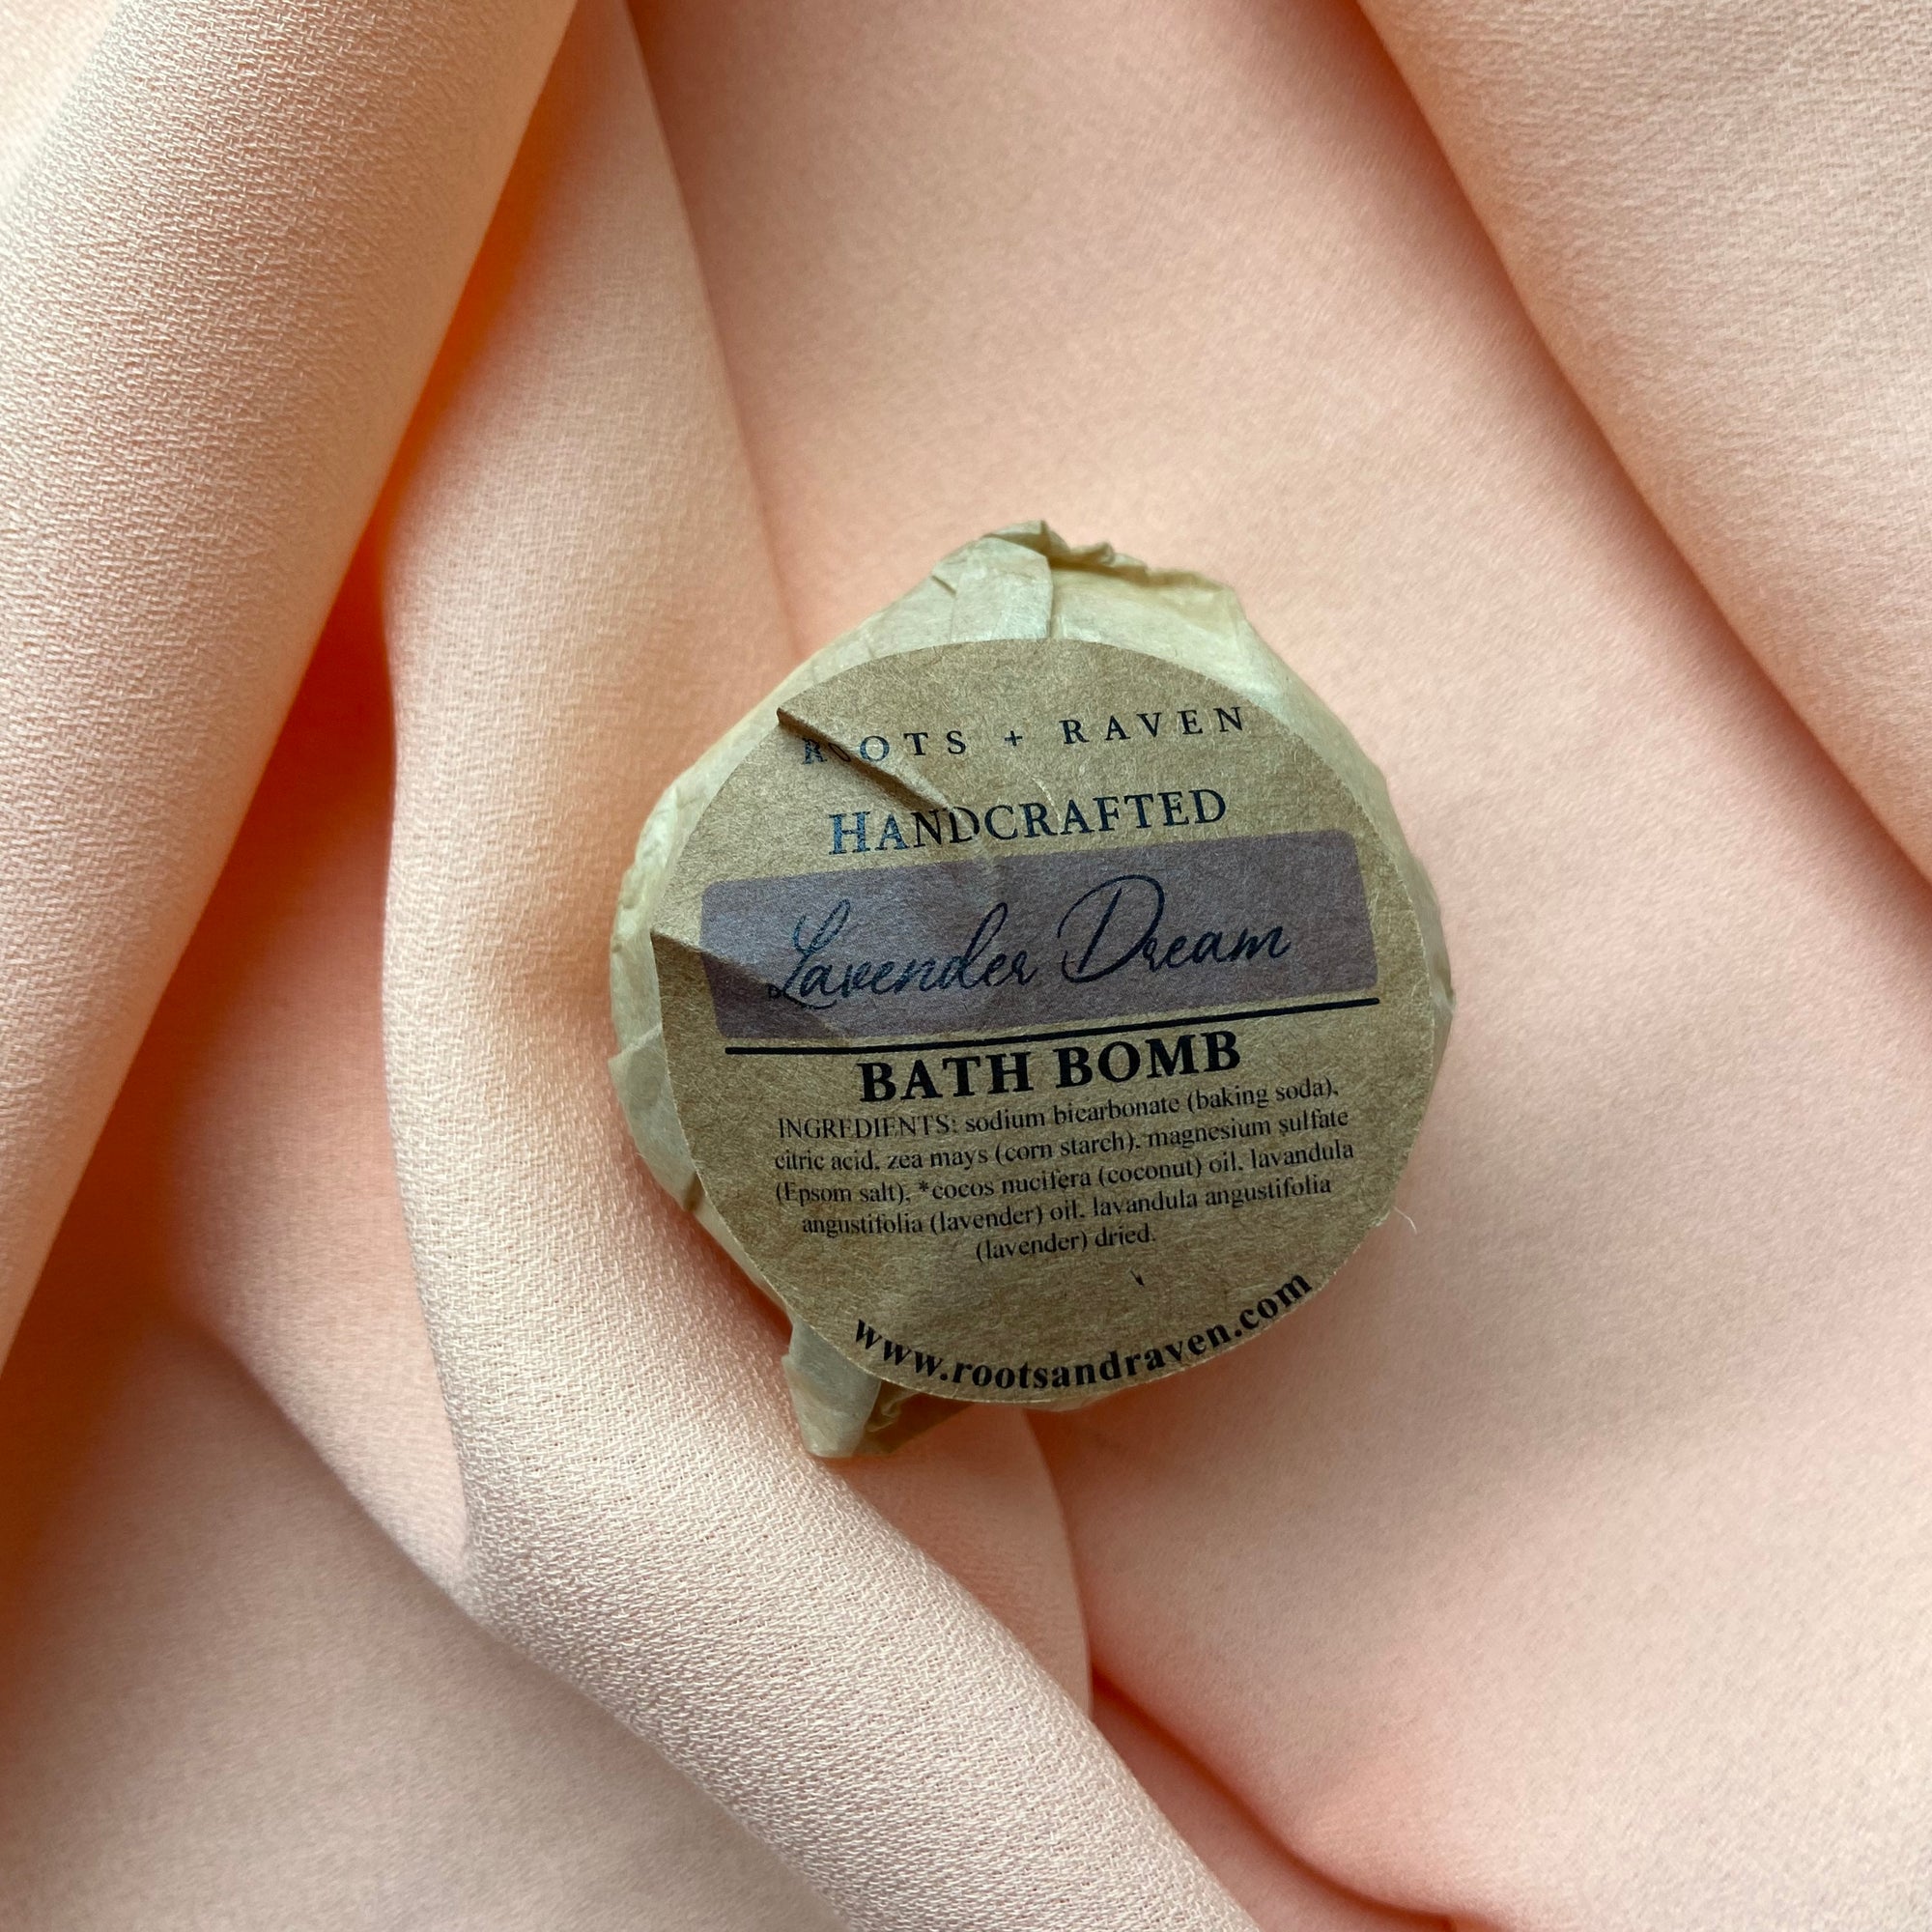 ROOTS + RAVEN
HANDCRAFTED
Lavender Dream
BATH BOMB
INGREDIENTS: sodium bicarbonate (baking soda),
citric acid, zea mays (corn starch), magnesium sulfate
(Epsom salt), *cocos nucifera (coconut) oil, lavandula
angustifolia (lavender) oil, lavandula angustifolia
(lavender) dried.
www.rootsandraven.com